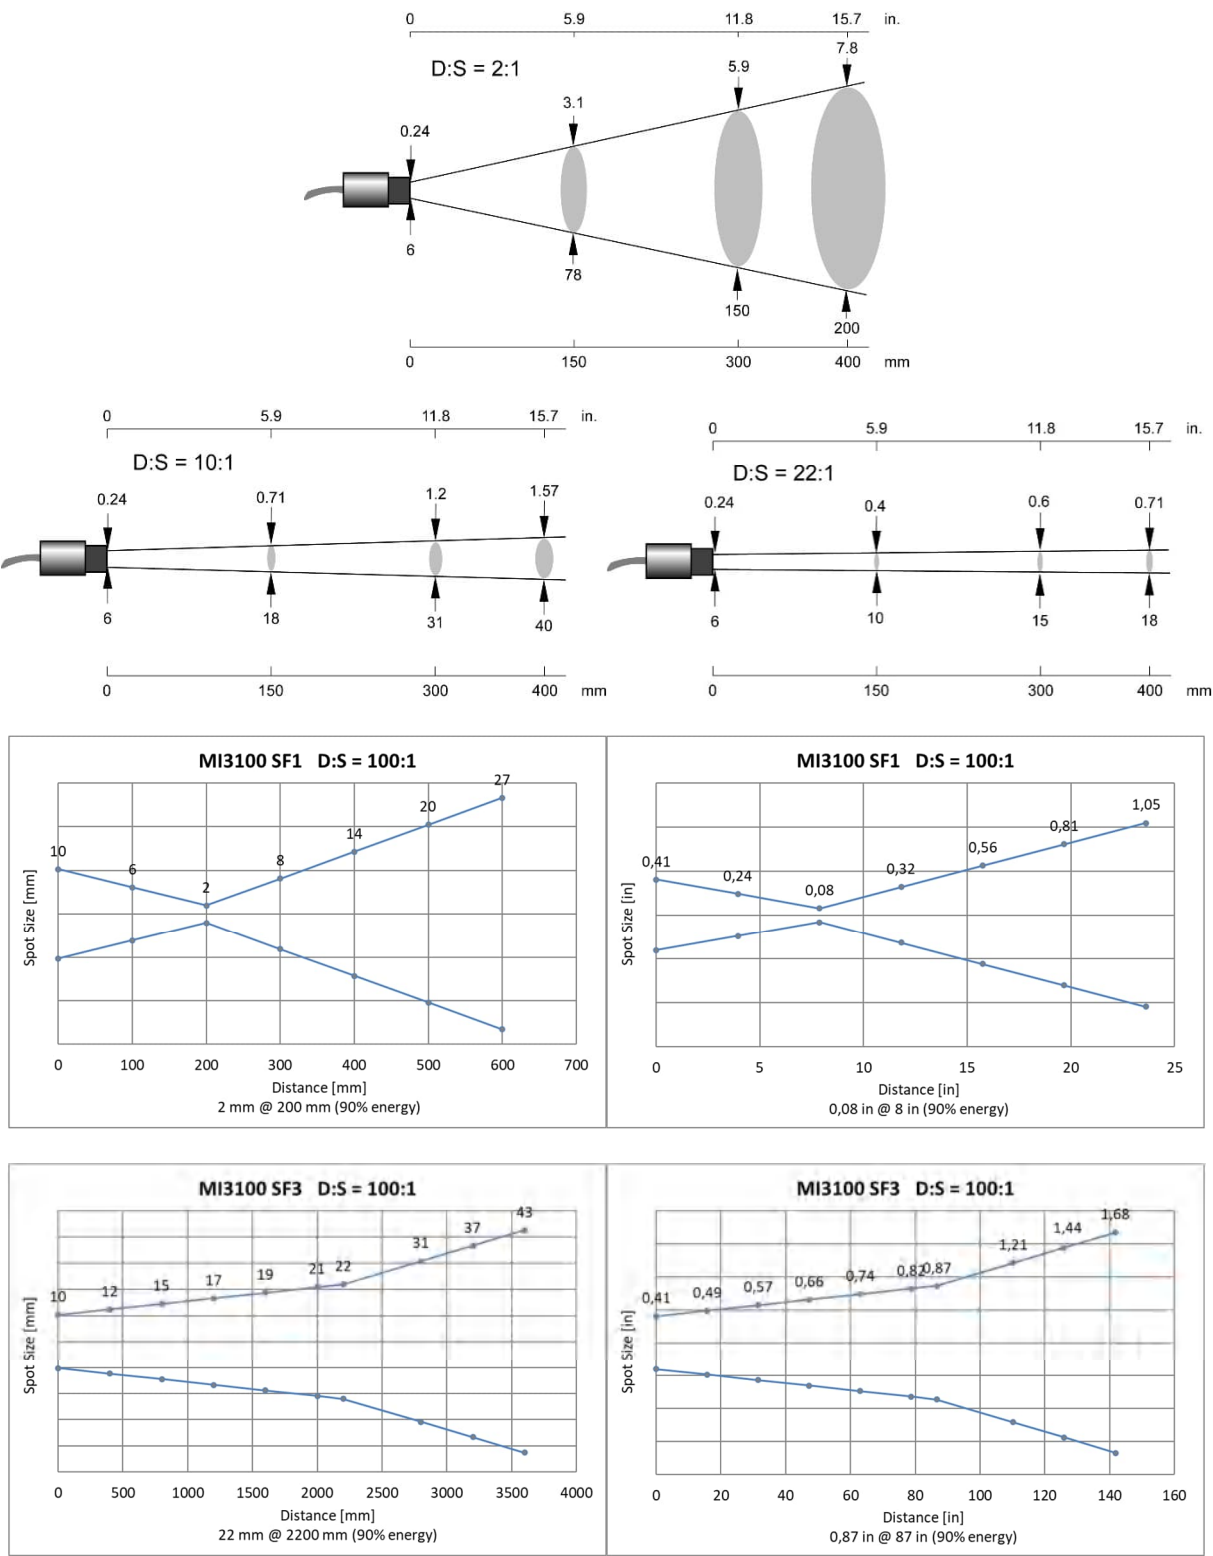 0 5.9 11.8 15.7 in.
7.8
D:S = 2:1
5.9
3.1
0.24
6
78
150
200
0 150 300 400 mm
0 5.9 11.8 15.7 in.
D:S = 10:1
0.24 0.71 1.2 1.57
6 18 31 40
0 150 300 400 mm
0 5.9 11.8 15.7 in.
D:S = 22:1
0.24 0.4 0.6 0.71
6 10 15 18
0 150 300 400 mm
MI3100 SF1 D:S = 100:1
27
20
14
10 6 2 8
Spot Size [mm]
0 100 200 300 400 500 600 700
Distance [mm]
2 mm @ 200 mm (90% energy)
MI3100 SF1 D:S = 100:1
1,05
0,81
0,56
0,41 0,24 0,08 0,32
Spot Size [in]
0 5 10 15 20 25
Distance [in]
0,08 in @ 8 in (90% energy)
MI3100 SF3 D:S = 100:1
10 12 15 17 19 21 22 31 37 43
Spot Size [mm]
0 500 1000 1500 2000 2500 3000 3500 4000
Distance [mm]
22 mm @ 2200 mm (90% energy)
MI3100 SF3 D:S = 100:1
0,41 0,49 0,57 0,66 0,74 0,82 0,87 1,21 1,44 1,68
Spot Size [in]
0 20 40 60 80 100 120 140 160
Distance [in]
0,87 in @ 87 in (90% energy)